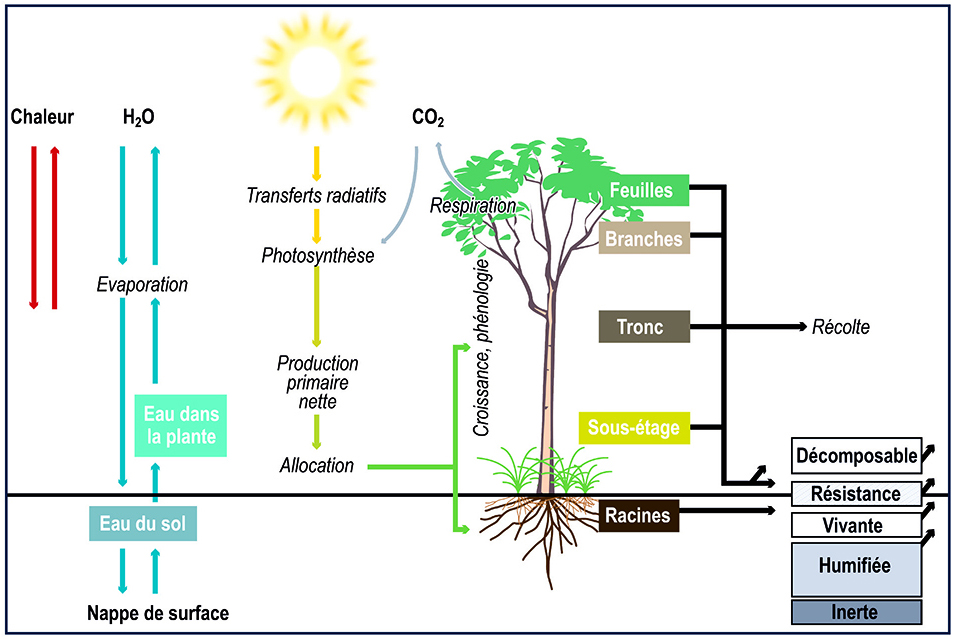 Chaleur
H₂O
CO₂
Transferts radiatifs
Respiration
Feuilles
Branches
Photosynthèse
Evaporation
Croissance, phénologie
Tronc
Récolte
Production
primaire
nette
Eau dans
la plante
Sous-étage
Allocation
Décomposable
Résistance
Eau du sol
Racines
Vivante
Humifiée
Nappe de surface
Inerte